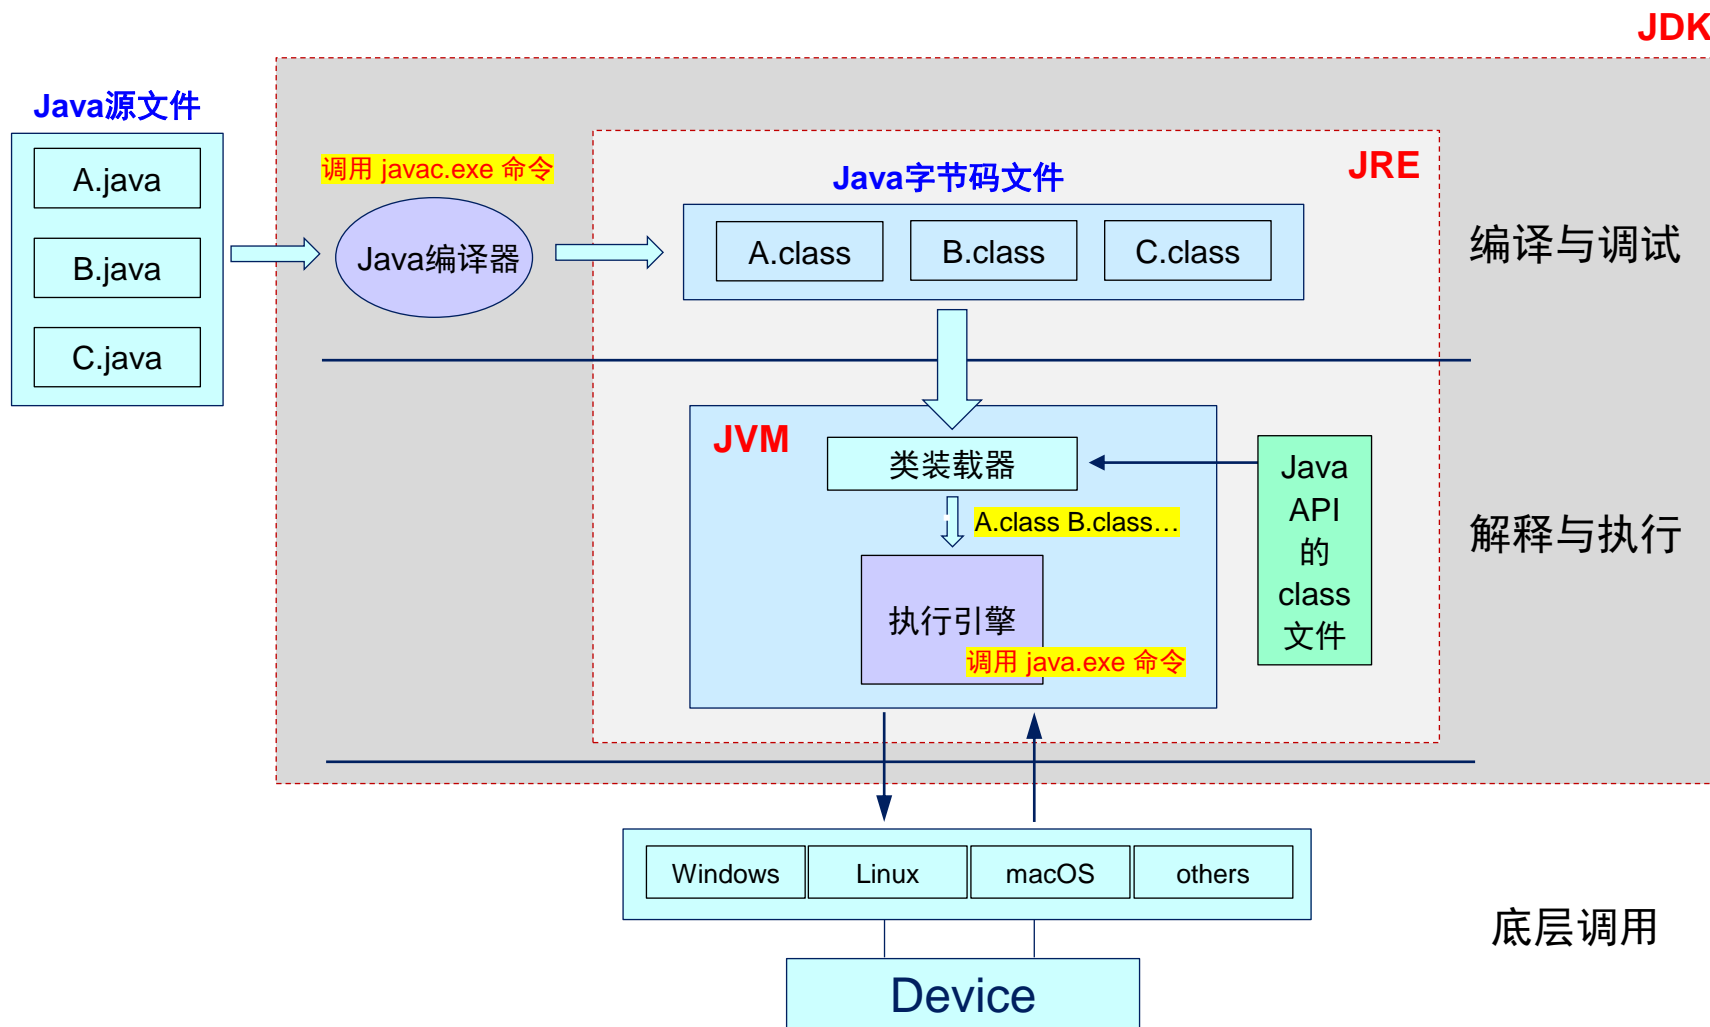 JDK
Java源文件
A.java
B.java
C.java
调用 javac.exe 命令
Java编译器
JRE
Java字节码文件
A.class
B.class
C.class
编译与调试
JVM
类装载器
A.class B.class…
执行引擎
调用 java.exe 命令
Java
API
的
class
文件
解释与执行
Windows
Linux
macOS
others
底层调用
Device